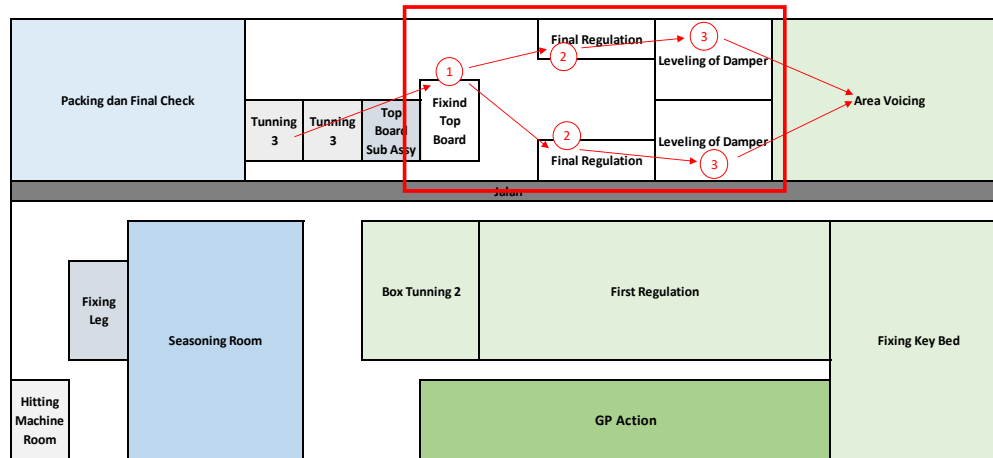 Packing dan Final Check
Tunning
3
Tunning
3
Top
Board
Sub Assy
1
Fixind
Top
Board
Final Regulation
2
3
Leveling of Damper
2
Final Regulation
Leveling of Damper
3
Area Voicing
Jalan
Fixing
Leg
Seasoning Room
Box Tunning 2
First Regulation
Fixing Key Bed
Hitting
Machine
Room
GP Action